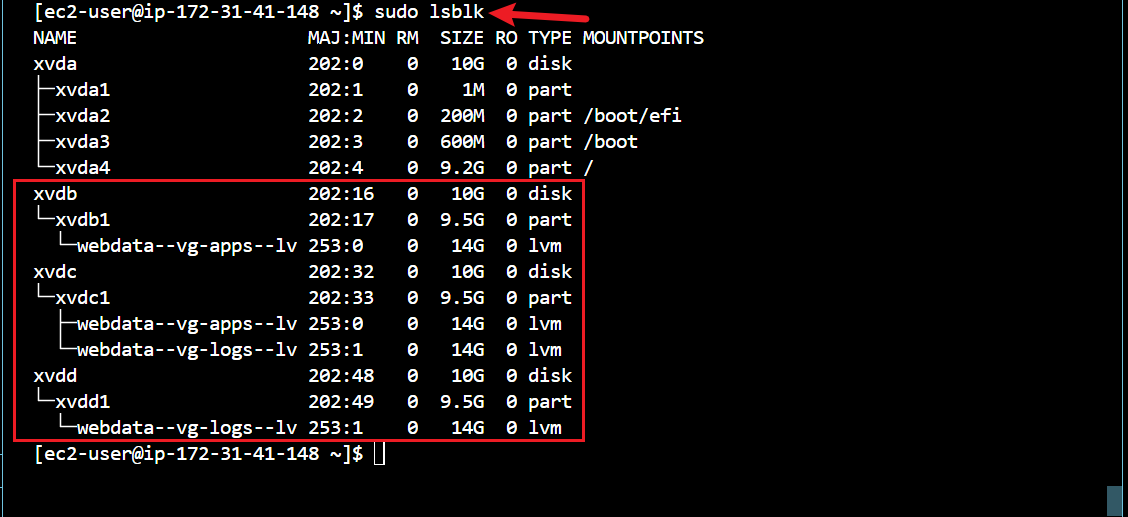 [ec2-user@ip-172-31-41-148 ~]$ sudo lsblk
NAME                     MAJ:MIN RM  SIZE RO TYPE MOUNTPOINTS
xvda                     202:0    0   10G  0 disk
├─xvda1                  202:1    0    1M  0 part
├─xvda2                  202:2    0  200M  0 part /boot/efi
├─xvda3                  202:3    0  600M  0 part /boot
└─xvda4                  202:4    0  9.2G  0 part /
xvdb                     202:16   0   10G  0 disk
└─xvdb1                  202:17   0  9.5G  0 part
  └─webdata--vg-apps--lv 253:0    0   14G  0 lvm
xvdc                     202:32   0   10G  0 disk
└─xvdc1                  202:33   0  9.5G  0 part
  ├─webdata--vg-apps--lv 253:0    0   14G  0 lvm
  └─webdata--vg-logs--lv 253:1    0   14G  0 lvm
xvdd                     202:48   0   10G  0 disk
└─xvdd1                  202:49   0  9.5G  0 part
  └─webdata--vg-logs--lv 253:1    0   14G  0 lvm
[ec2-user@ip-172-31-41-148 ~]$